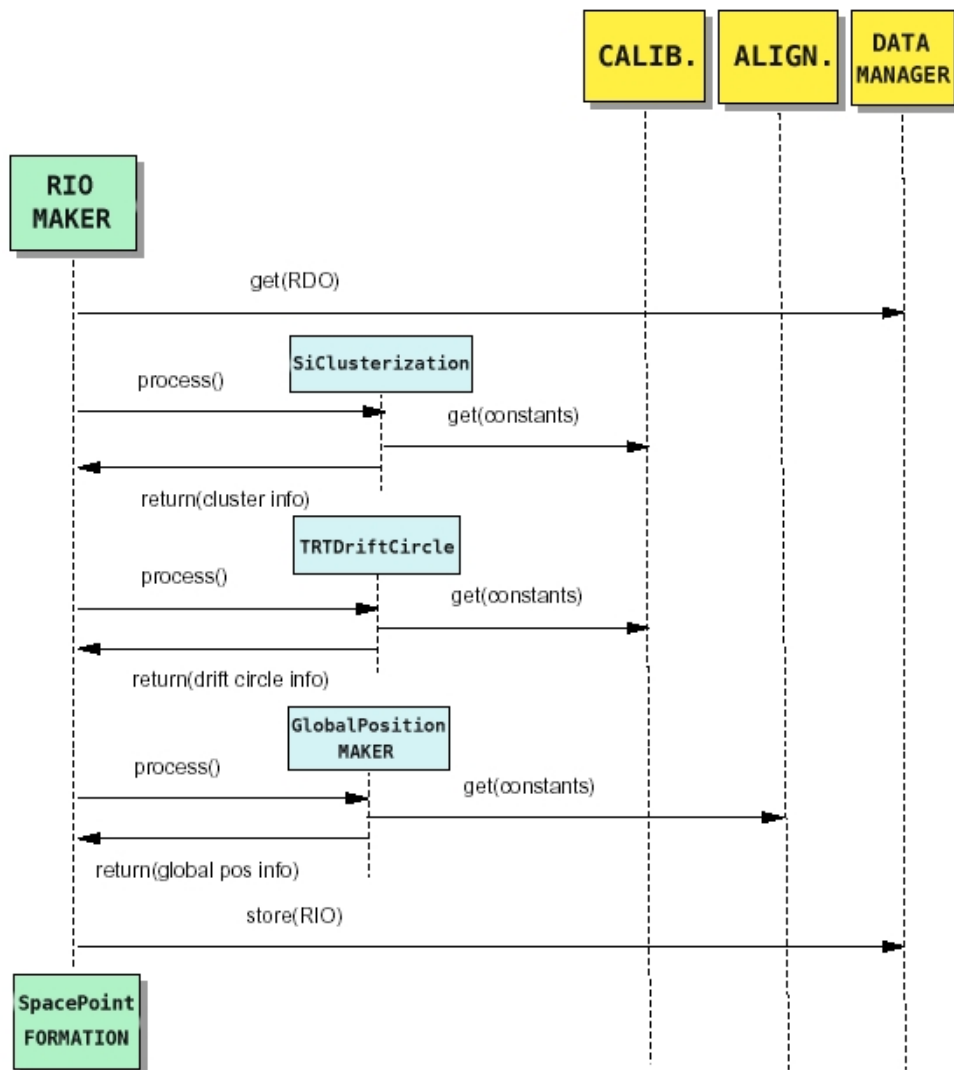 CALIB.
ALIGN.
DATA
MANAGER
RIO
MAKER
get(RDO)
SiClusterization
process()
get(constants)
return(cluster info)
TRTDriftCircle
process()
get(constants)
return(drift circle info)
GlobalPosition
MAKER
process()
get(constants)
return(global pos info)
store(RIO)
SpacePoint
FORMATION